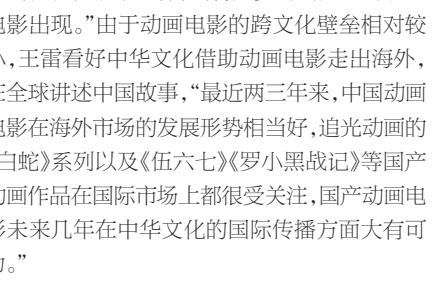 电影出现。”由于动画电影的跨文化壁垒相对较
小,王雷看好中华文化借助动画电影走出海外,
在全球讲述中国故事,“最近两三年来,中国动画
电影在海外市场的发展形势相当好,追光动画的
《白蛇》系列以及《伍六七》《罗小黑战记》等国产
动画作品在国际市场上都很受关注,国产动画电
影未来几年在中华文化的国际传播方面大有可
为。”